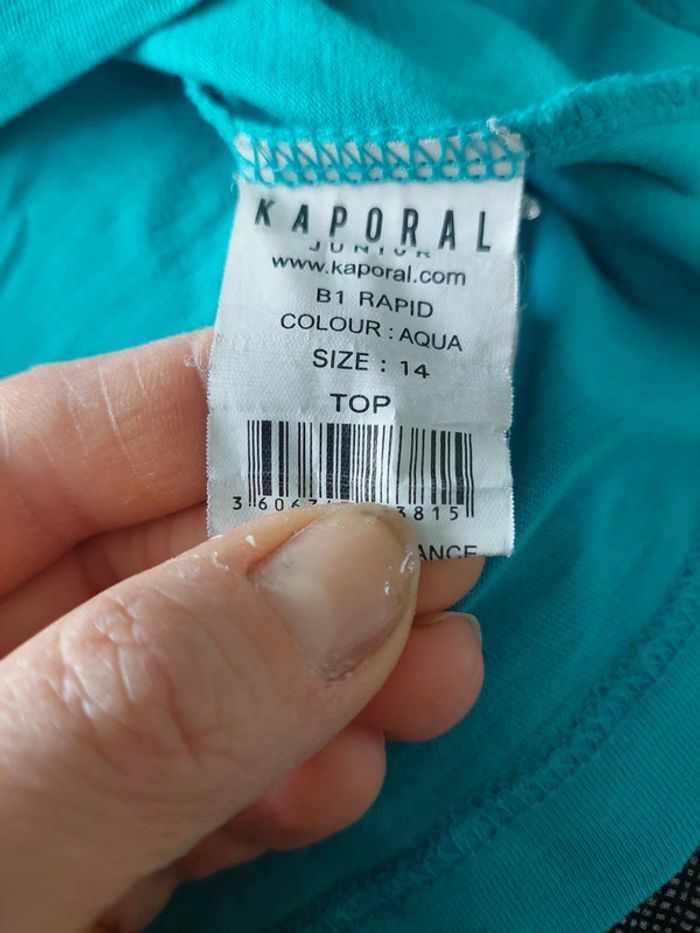 KAPORAL
JUNIOR
www.kaporal.com
B1 RAPID
COLOUR : AQUA
SIZE : 14
TOP